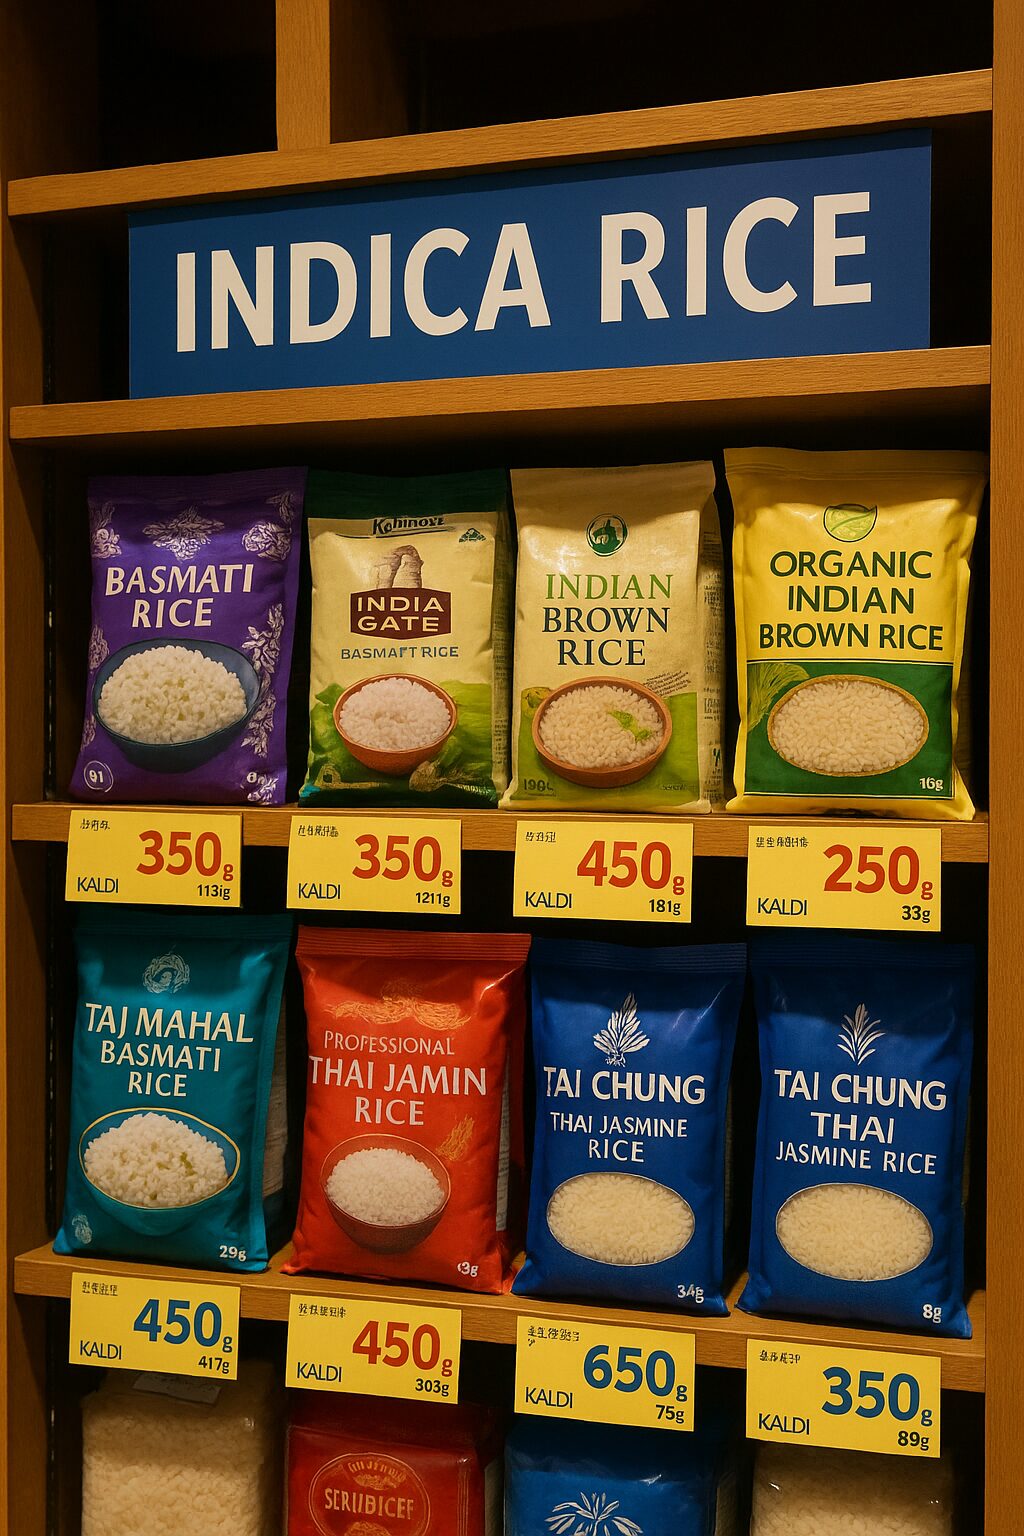 INDICA RICE
BASMATI
RICE
91
INDIA
GATE
INDIAN
BROWN
RICE
ORGANIC
INDIAN
BROWN RICE
16g
350g
KALDI
113ig
350g
KALDI
1211g
450g
KALDI
181g
250g
KALDI
33g
TAJ MAHAL
BASMATI
RICE
29g
PROFESSIONAL
THAI JAMIN
RICE
TAI CHUNG
THAI JASMINE
RICE
34g
TAI CHUNG
THAI
JASMINE RICE
8g
450g
KALDI
417g
450g
KALDI
303g
650g
KALDI
75g
350g
KALDI
89g